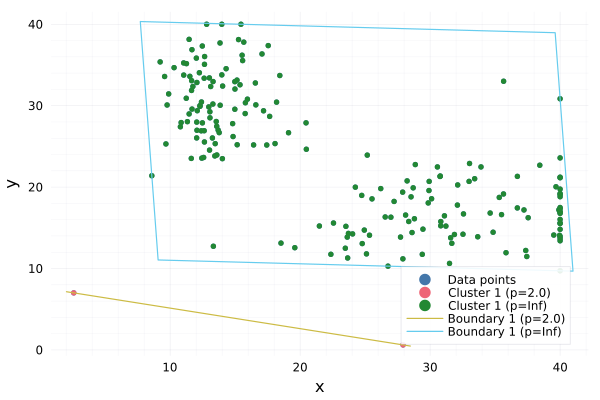 40
30
20
10
0
y
10
20
30
40
x
Data points
Cluster 1 (p=2.0)
Cluster 1 (p=Inf)
Boundary 1 (p=2.0)
Boundary 1 (p=Inf)